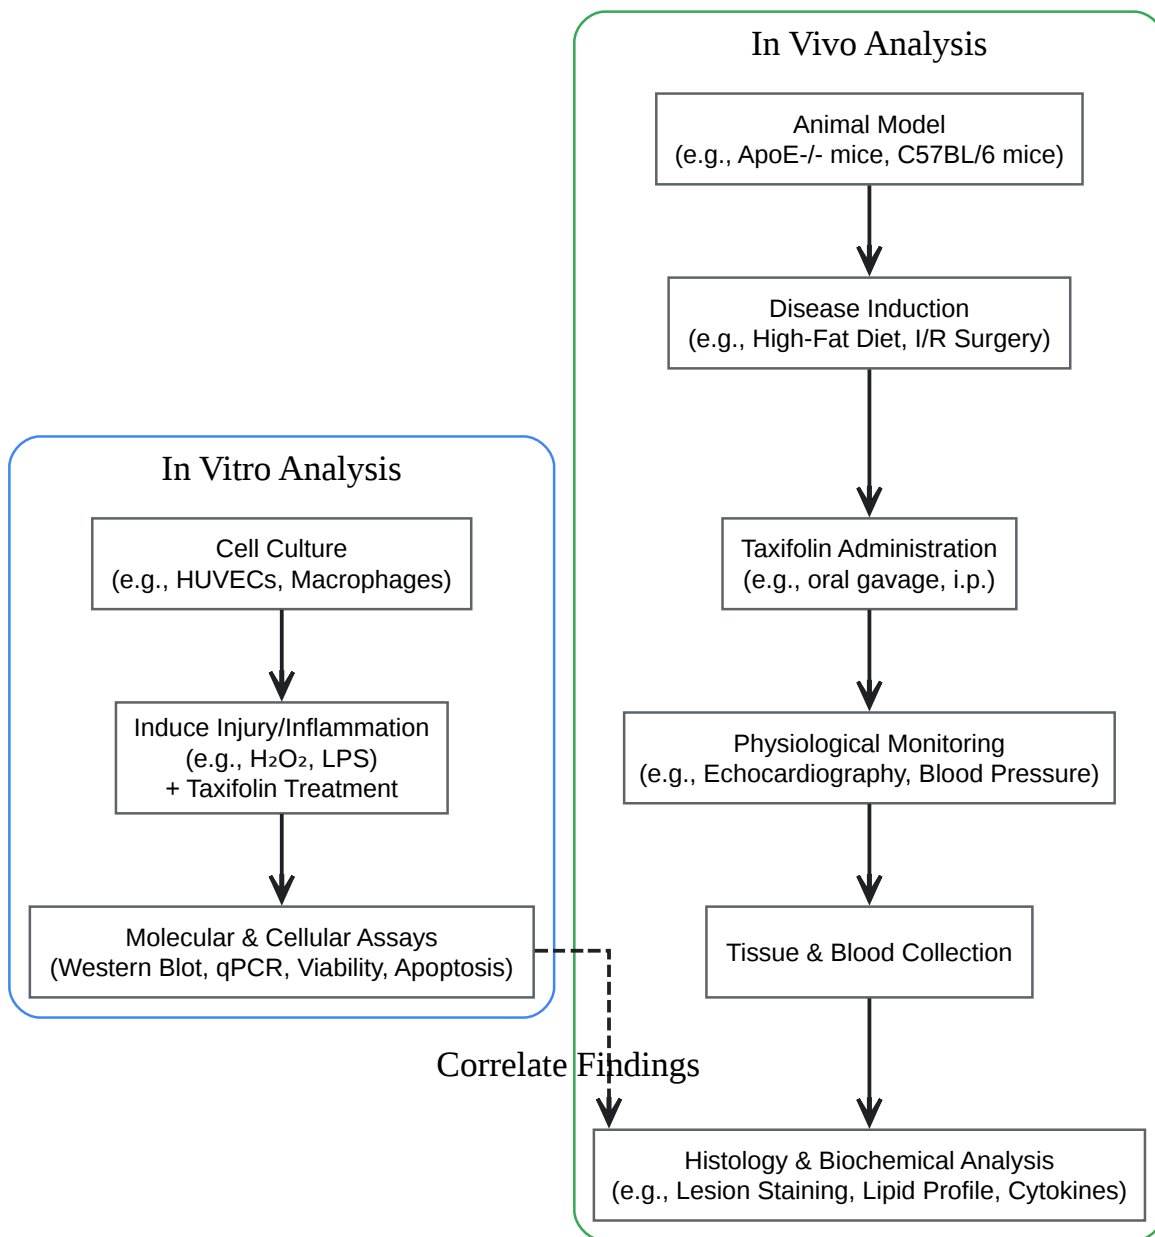 In Vivo Analysis
Animal Model
(e.g., ApoE-/- mice, C57BL/6 mice)
Disease Induction
(e.g., High-Fat Diet, I/R Surgery)
Taxifolin Administration
(e.g., oral gavage, i.p.)
Physiological Monitoring
(e.g., Echocardiography, Blood Pressure)
Tissue & Blood Collection
Histology & Biochemical Analysis
(e.g., Lesion Staining, Lipid Profile, Cytokines)
In Vitro Analysis
Cell Culture
(e.g., HUVECs, Macrophages)
Induce Injury/Inflammation
(e.g., H₂O₂, LPS)
+ Taxifolin Treatment
Molecular & Cellular Assays
(Western Blot, qPCR, Viability, Apoptosis)
Correlate Findings